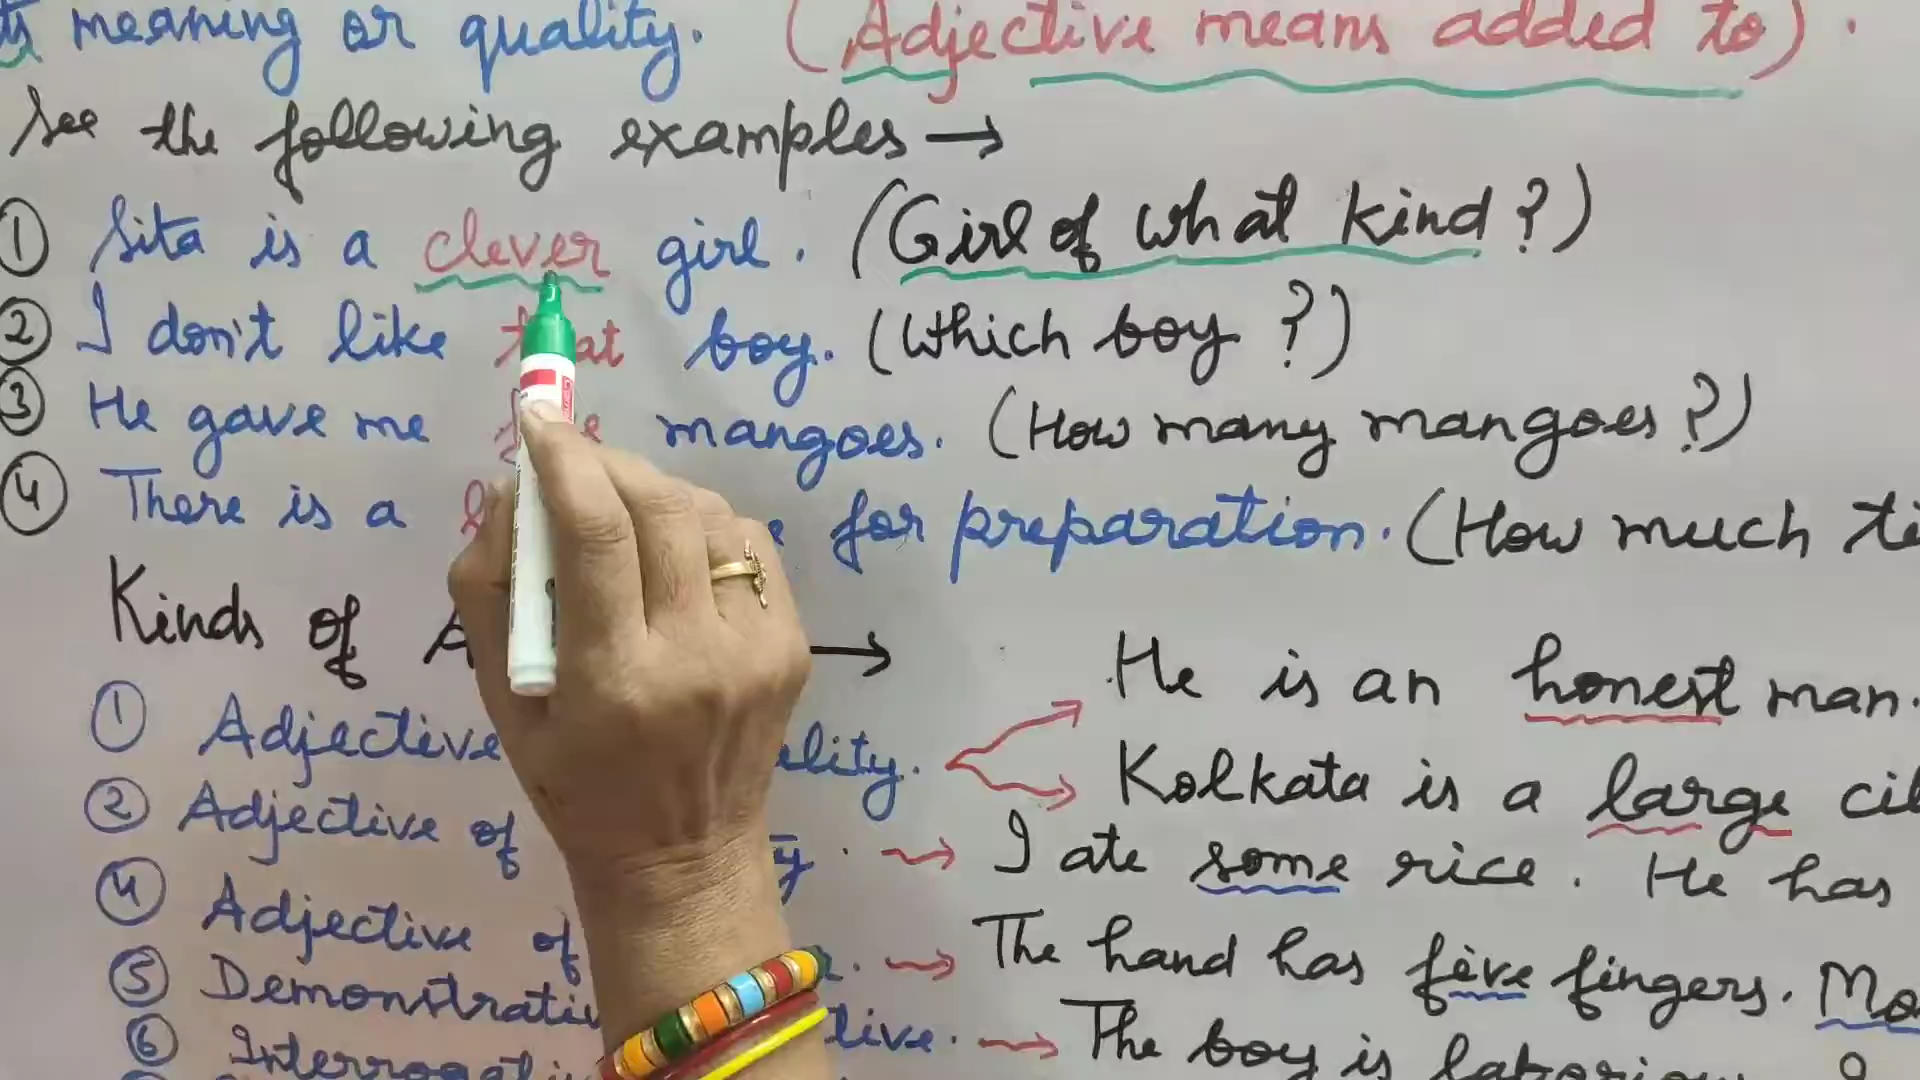 meaning or quality. (Adjective means added to).
See the following examples →
① Sita is a clever girl. (Girl of what kind?)
② I don't like that boy. (Which boy?)
③ He gave me mangoes. (How many mangoes?)
④ There is a for preparation. (How much
Kinds of →
He is an honest man.
① Adjective
Kolkata is a large
② Adjective of → I ate some rice. He has
④ Adjective of → The hand has five fingers.
⑤ → The boy is
⑥